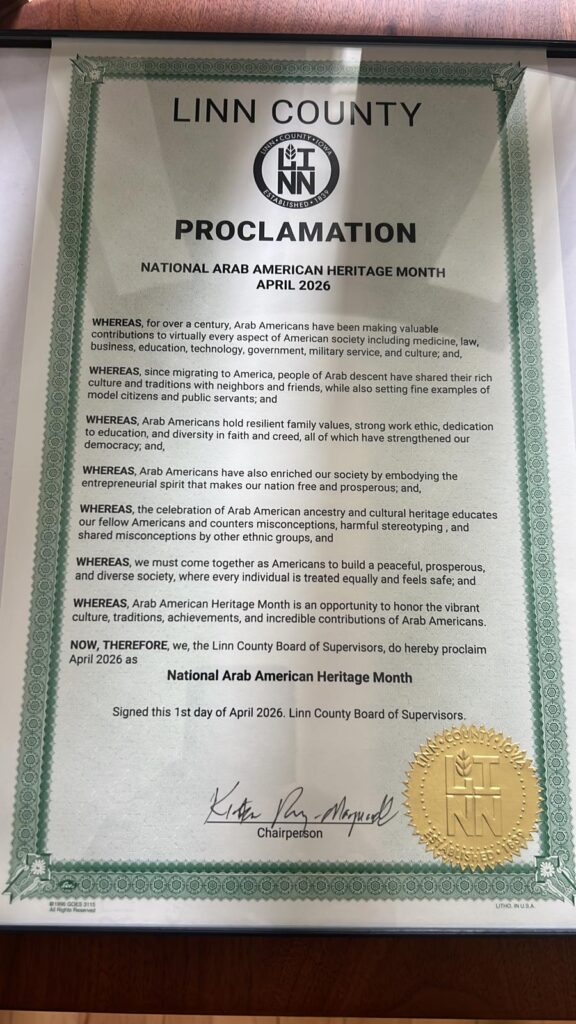 LINN COUNTY
LINN • COUNTY • IOWA
LINN
ESTABLISHED • 1839
PROCLAMATION
NATIONAL ARAB AMERICAN HERITAGE MONTH
APRIL 2026
WHEREAS, for over a century, Arab Americans have been making valuable
contributions to virtually every aspect of American society including medicine, law,
business, education, technology, government, military service, and culture; and,
WHEREAS, since migrating to America, people of Arab descent have shared their rich
culture and traditions with neighbors and friends, while also setting fine examples of
model citizens and public servants; and
WHEREAS, Arab Americans hold resilient family values, strong work ethic, dedication
to education, and diversity in faith and creed, all of which have strengthened our
democracy; and,
WHEREAS, Arab Americans have also enriched our society by embodying the
entrepreneurial spirit that makes our nation free and prosperous; and,
WHEREAS, the celebration of Arab American ancestry and cultural heritage educates
our fellow Americans and counters misconceptions, harmful stereotyping , and
shared misconceptions by other ethnic groups, and
WHEREAS, we must come together as Americans to build a peaceful, prosperous,
and diverse society, where every individual is treated equally and feels safe; and
WHEREAS, Arab American Heritage Month is an opportunity to honor the vibrant
culture, traditions, achievements, and incredible contributions of Arab Americans.
NOW, THEREFORE, we, the Linn County Board of Supervisors, do hereby proclaim
April 2026 as
National Arab American Heritage Month
Signed this 1st day of April 2026. Linn County Board of Supervisors.
LINN • COUNTY • IOWA
LINN
ESTABLISHED • 1839
Chairperson
©1996 GOES 3115
All Rights Reserved
LITHO. IN U.S.A.